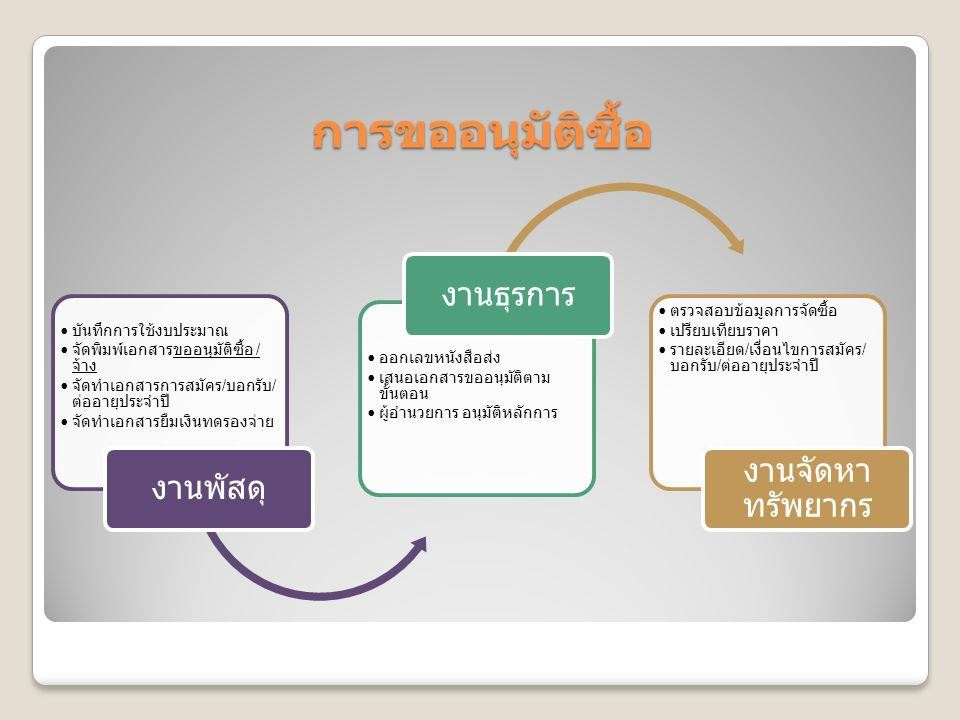 การขออนุมัติซื้อ
• บันทึกการใช้งบประมาณ
• จัดพิมพ์เอกสารขออนุมัติซื้อ /
จ้าง
• จัดทำเอกสารการสมัคร/บอกรับ/
ต่ออายุประจำปี
• จัดทำเอกสารยืมเงินทดรองจ่าย
งานพัสดุ
งานธุรการ
• ออกเลขหนังสือส่ง
• เสนอเอกสารขออนุมัติตาม
ขั้นตอน
• ผู้อำนวยการ อนุมัติหลักการ
• ตรวจสอบข้อมูลการจัดซื้อ
• เปรียบเทียบราคา
• รายละเอียด/เงื่อนไขการสมัคร/
บอกรับ/ต่ออายุประจำปี
งานจัดหา
ทรัพยากร